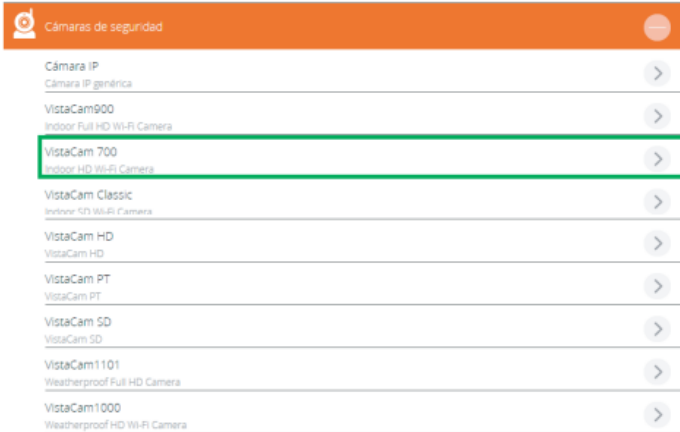 Cámaras de seguridad
Cámara IP
Cámara IP genérica
VistaCam900
Indoor Full HD Wi-Fi Camera
VistaCam 700
Indoor HD Wi-Fi Camera
VistaCam Classic
Indoor SD Wi-Fi Camera
VistaCam HD
VistaCam HD
VistaCam PT
VistaCam PT
VistaCam SD
VistaCam SD
VistaCam1101
Weatherproof Full HD Camera
VistaCam1000
Weatherproof HD Wi-Fi Camera